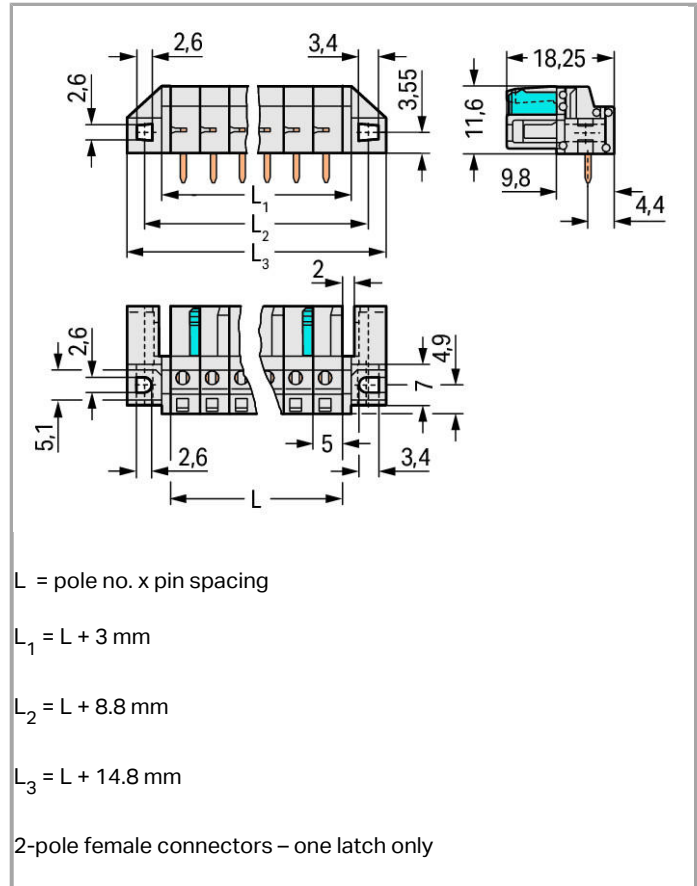 2,6
3,4
18,25
2,6
3,55
11,6
L1
L2
L3
9,8
4,4
2
2,6
4,9
7
5,1
2,6
5
3,4
L
L = pole no. x pin spacing
L1 = L + 3 mm
L2 = L + 8.8 mm
L3 = L + 14.8 mm
2-pole female connectors – one latch only